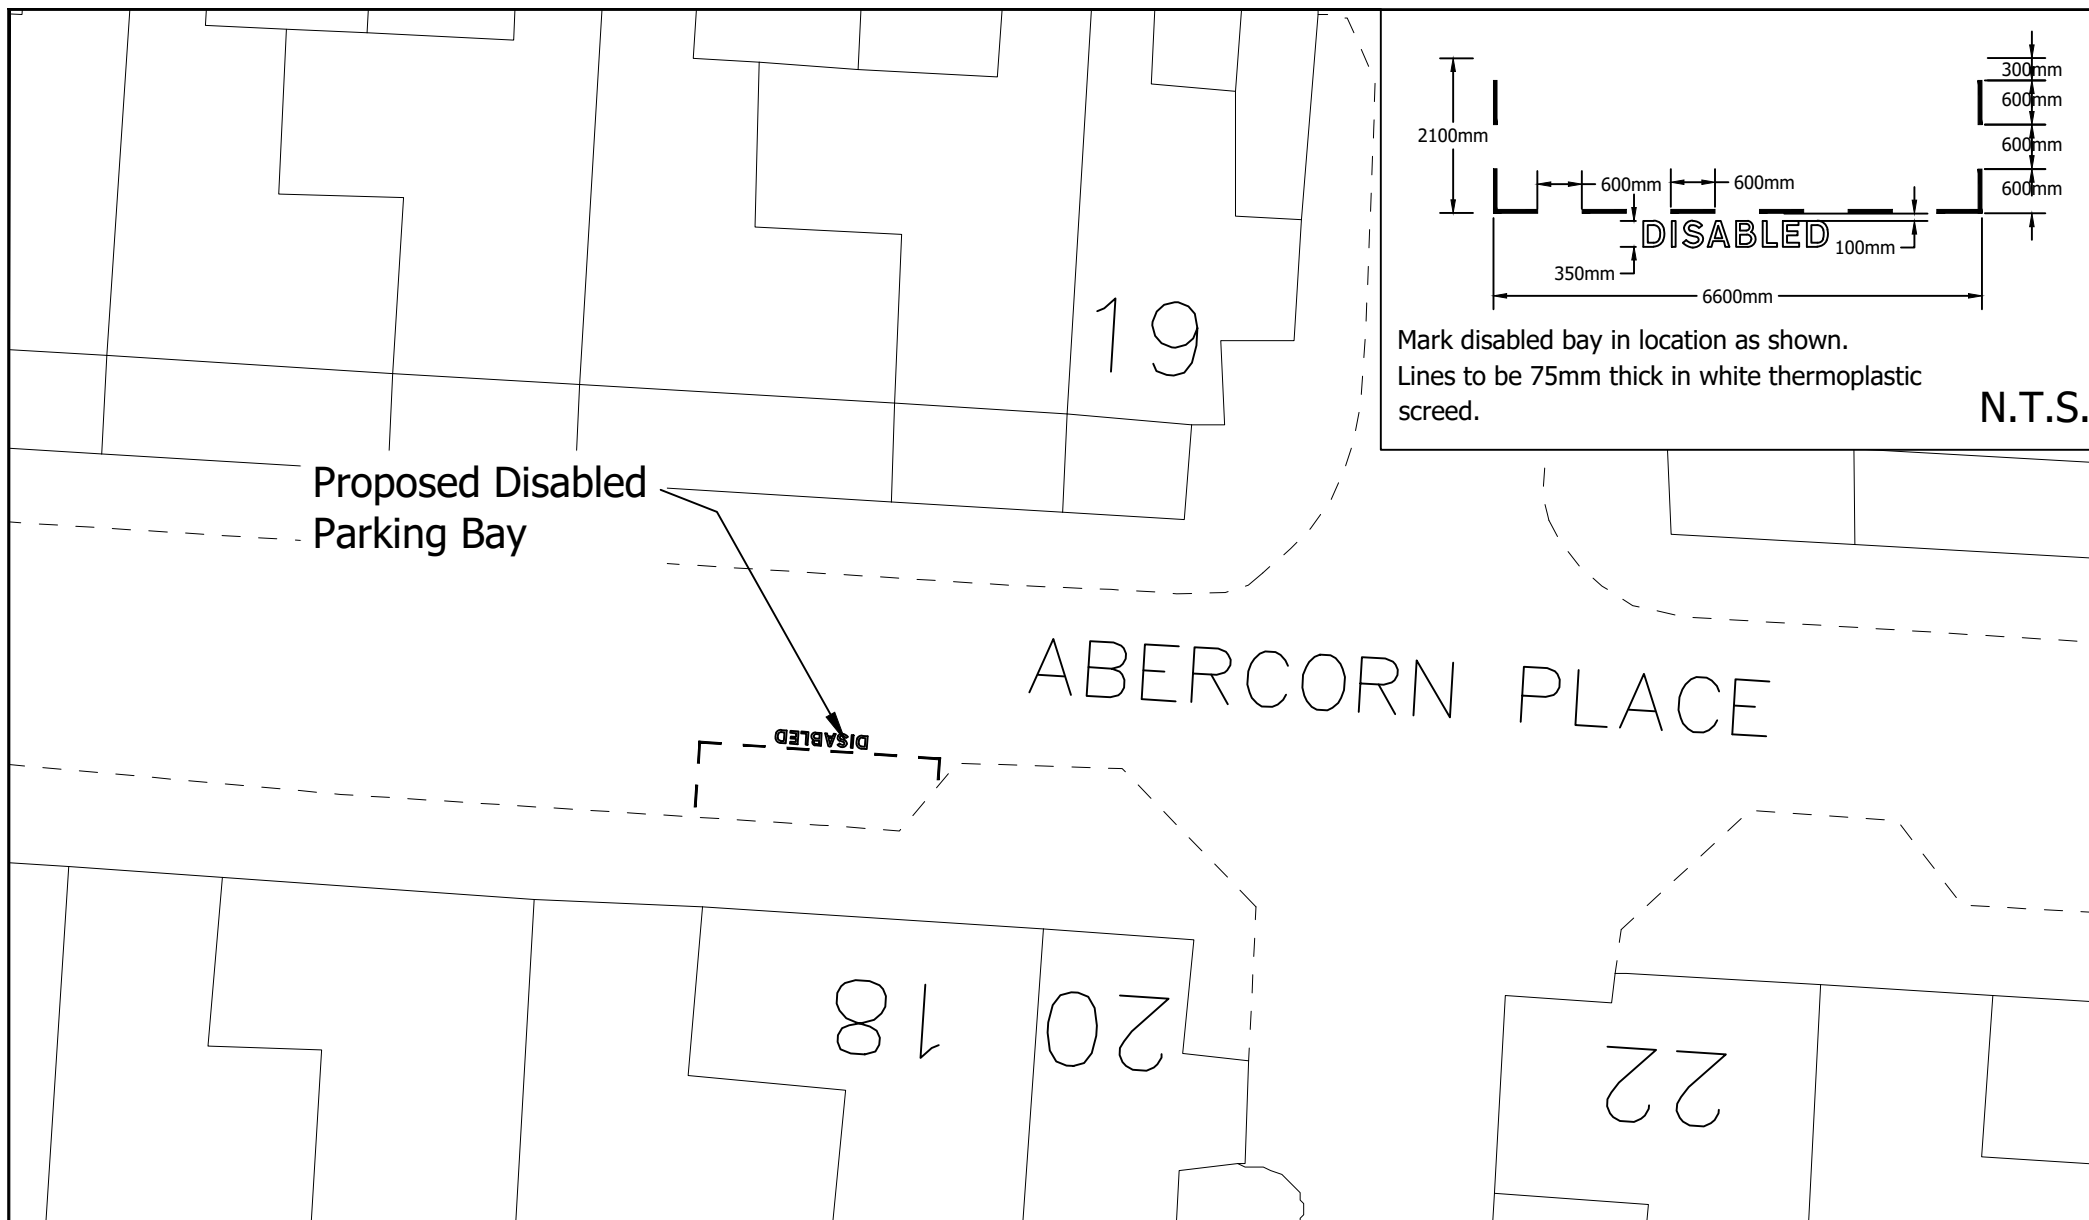 300mm
600mm
2100mm
600mm
600mm
600mm
600mm
DISABLED
100mm
350mm
6600mm
Mark disabled bay in location as shown.
Lines to be 75mm thick in white thermoplastic
screed.
N.T.S.
19
Proposed Disabled
Parking Bay
ABERCORN PLACE
DISABLED
18
20
22